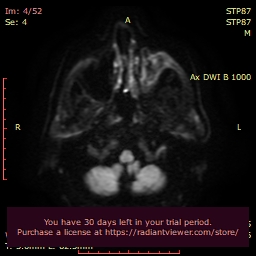 Im: 4/52
Se: 4
STP87
STP87
M
A
Ax DWI B 1000
R
L
You have 30 days left in your trial period.
Purchase a license at https://radiantviewer.com/store/